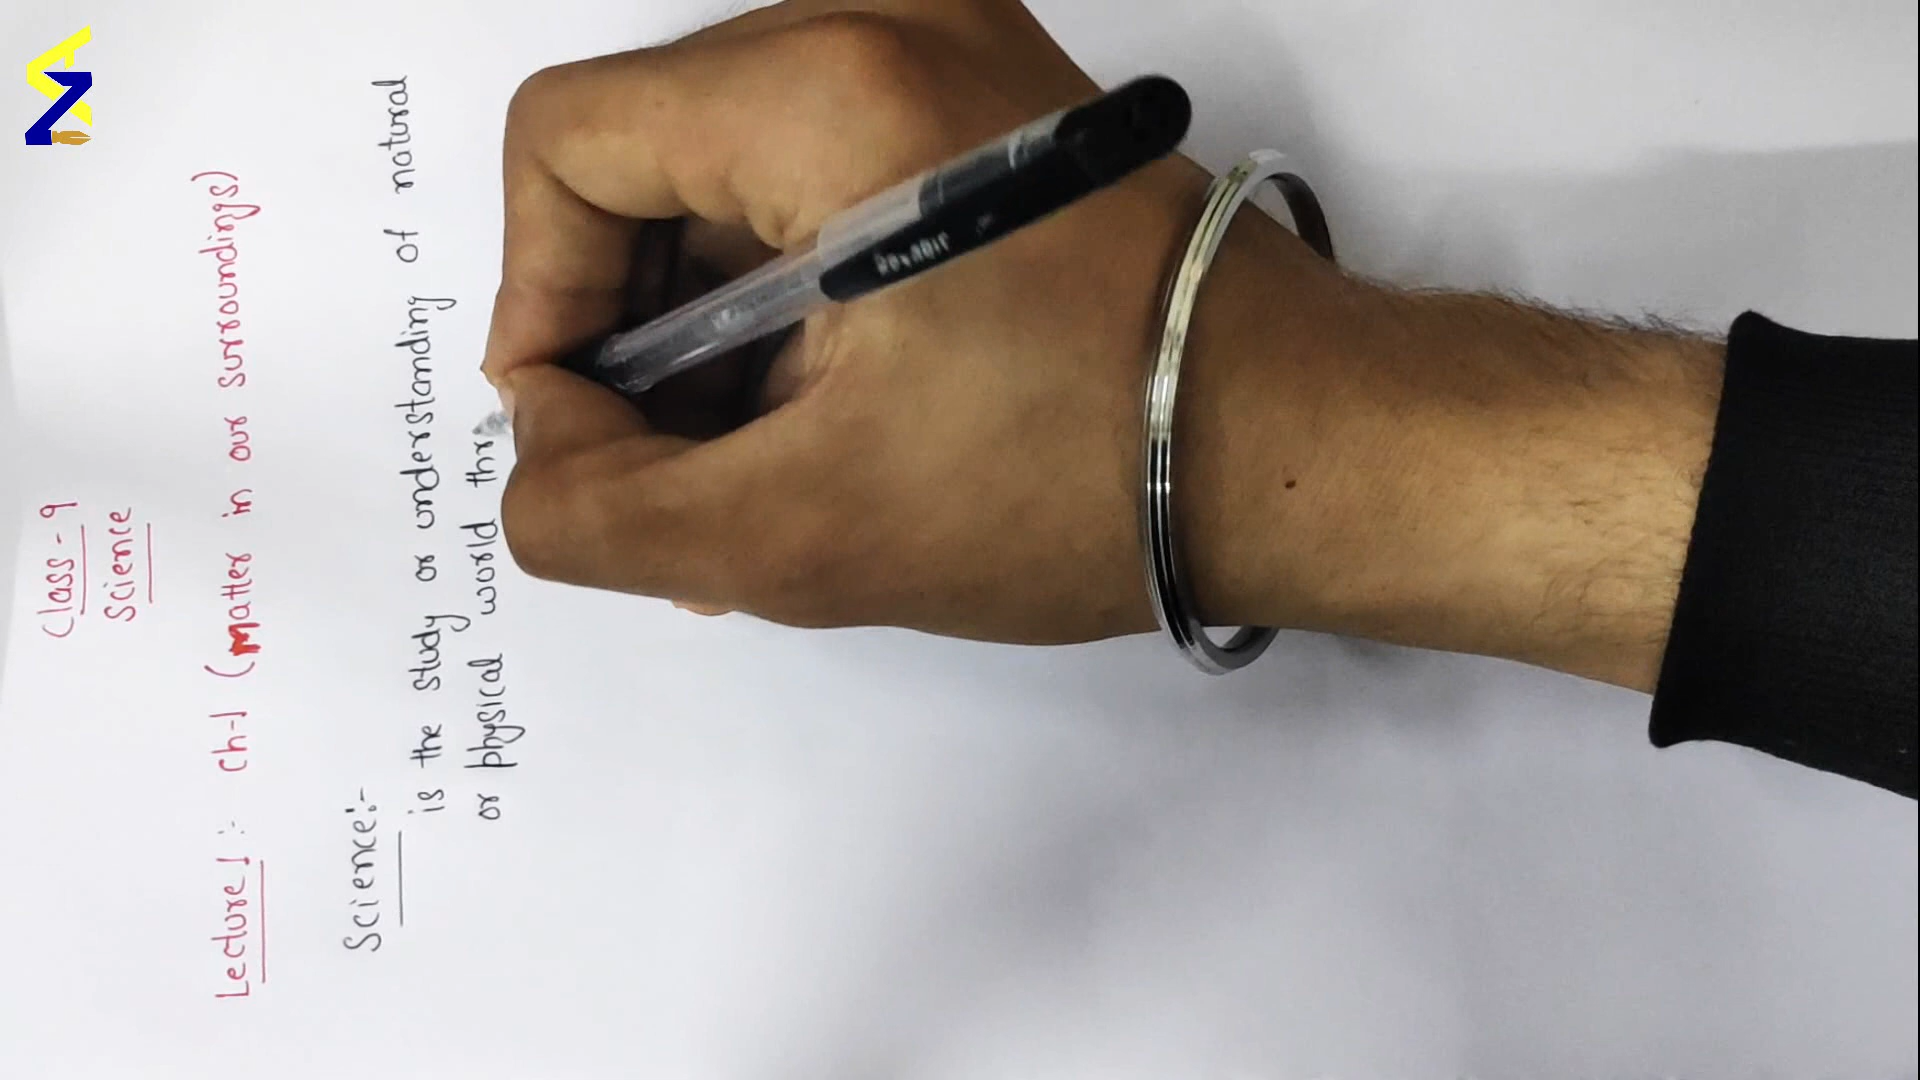 Class-9
Science
Lecture 1:- Ch-1 (Matter in our surroundings)
Science:-
is the study or understanding of natural
or physical world thr